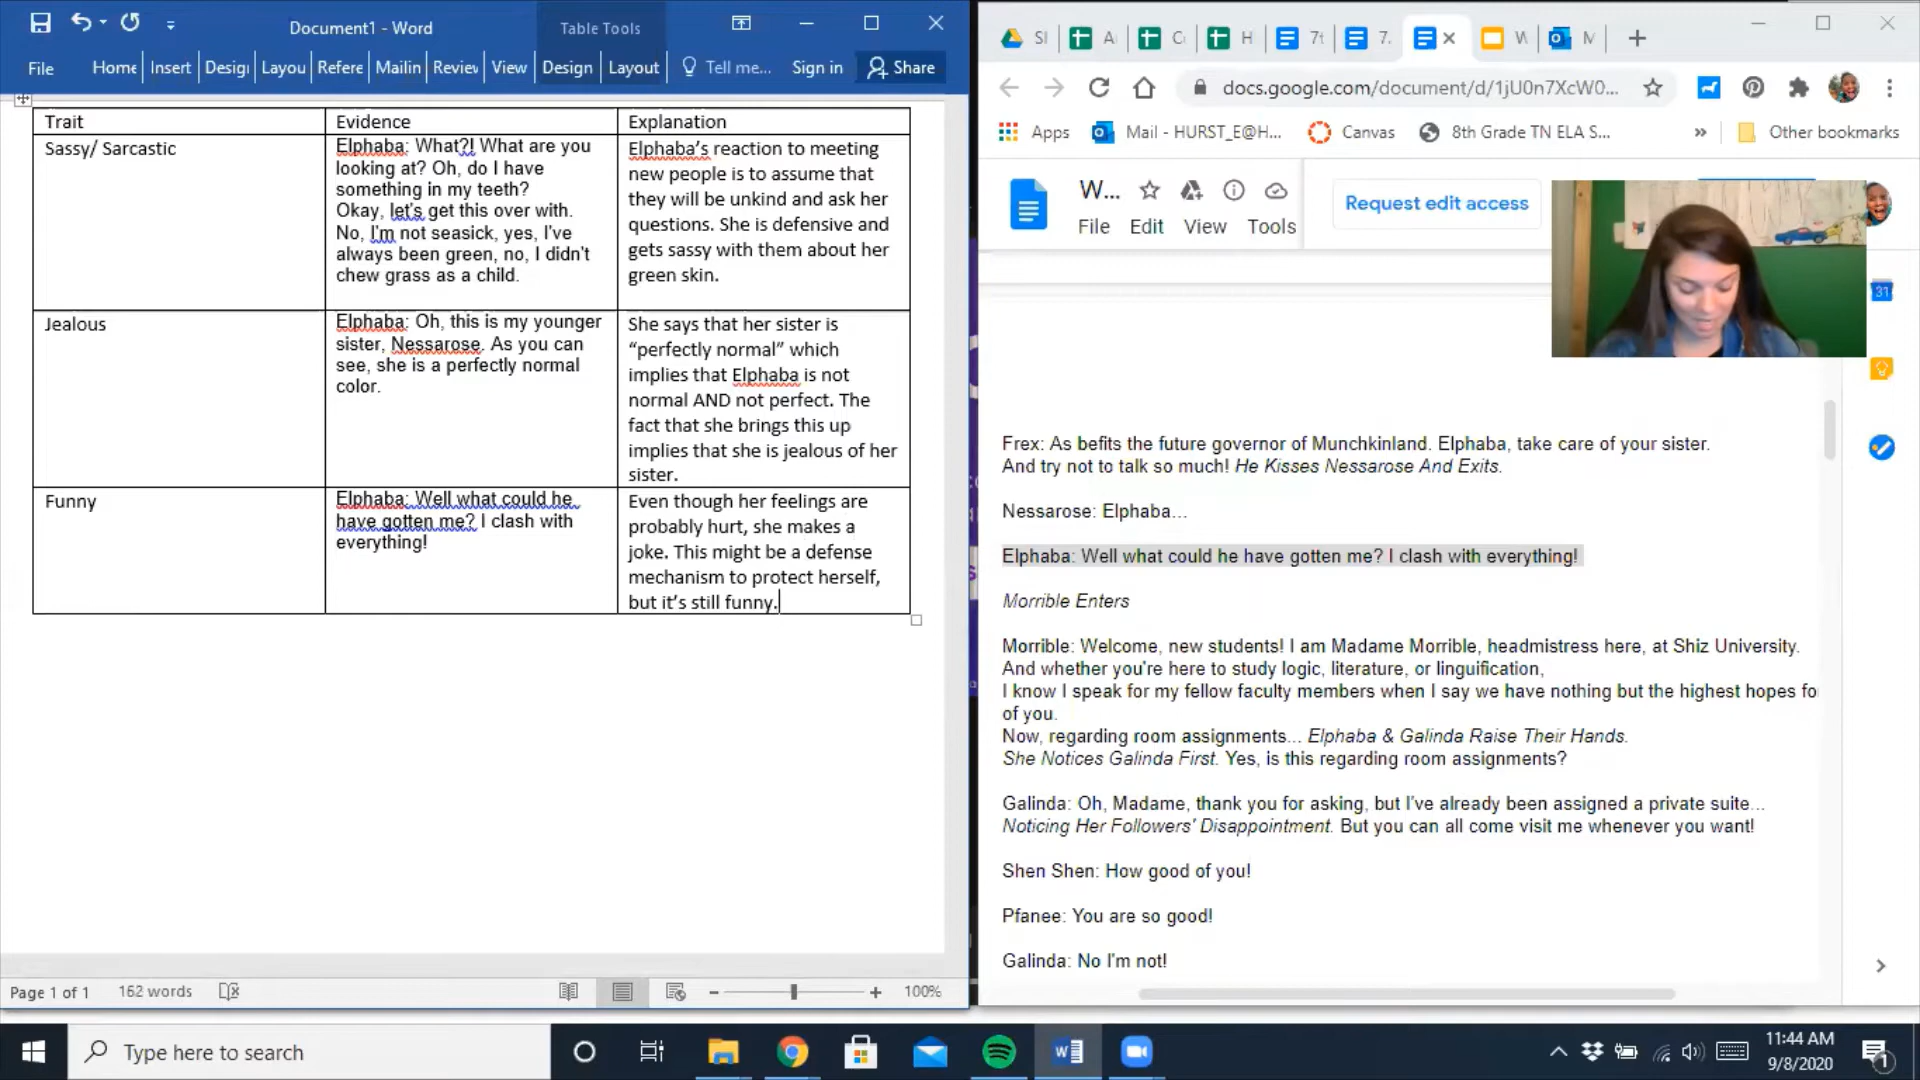 Document1 - Word
Table Tools
File Home Insert Desig Layou Refere Mailin Review View Design Layout Tell me... Sign in Share
Trait Evidence Explanation
Sassy/ Sarcastic
Elphaba: What?! What are you
looking at? Oh, do I have
something in my teeth?
Okay, let's get this over with.
No, I'm not seasick, yes, I've
always been green, no, I didn't
chew grass as a child.
Elphaba's reaction to meeting
new people is to assume that
they will be unkind and ask her
questions. She is defensive and
gets sassy with them about her
green skin.
Jealous
Elphaba: Oh, this is my younger
sister, Nessarose. As you can
see, she is a perfectly normal
color.
She says that her sister is
“perfectly normal” which
implies that Elphaba is not
normal AND not perfect. The
fact that she brings this up
implies that she is jealous of her
sister.
Funny
Elphaba: Well what could he
have gotten me? I clash with
everything!
Even though her feelings are
probably hurt, she makes a
joke. This might be a defense
mechanism to protect herself,
but it's still funny.
Page 1 of 1 162 words 100%
SI A C H 7t 7. W M
docs.google.com/document/d/1jU0n7XcW0...
Apps Mail - HURST_E@H... Canvas 8th Grade TN ELA S... » Other bookmarks
W...
File Edit View Tools
Request edit access
31
Frex: As befits the future governor of Munchkinland. Elphaba, take care of your sister.
And try not to talk so much! He Kisses Nessarose And Exits.
Nessarose: Elphaba...
Elphaba: Well what could he have gotten me? I clash with everything!
Morrible Enters
Morrible: Welcome, new students! I am Madame Morrible, headmistress here, at Shiz University.
And whether you're here to study logic, literature, or linguification,
I know I speak for my fellow faculty members when I say we have nothing but the highest hopes fo
of you.
Now, regarding room assignments... Elphaba & Galinda Raise Their Hands.
She Notices Galinda First. Yes, is this regarding room assignments?
Galinda: Oh, Madame, thank you for asking, but I've already been assigned a private suite...
Noticing Her Followers' Disappointment. But you can all come visit me whenever you want!
Shen Shen: How good of you!
Pfanee: You are so good!
Galinda: No I'm not!
Type here to search
11:44 AM
9/8/2020
1